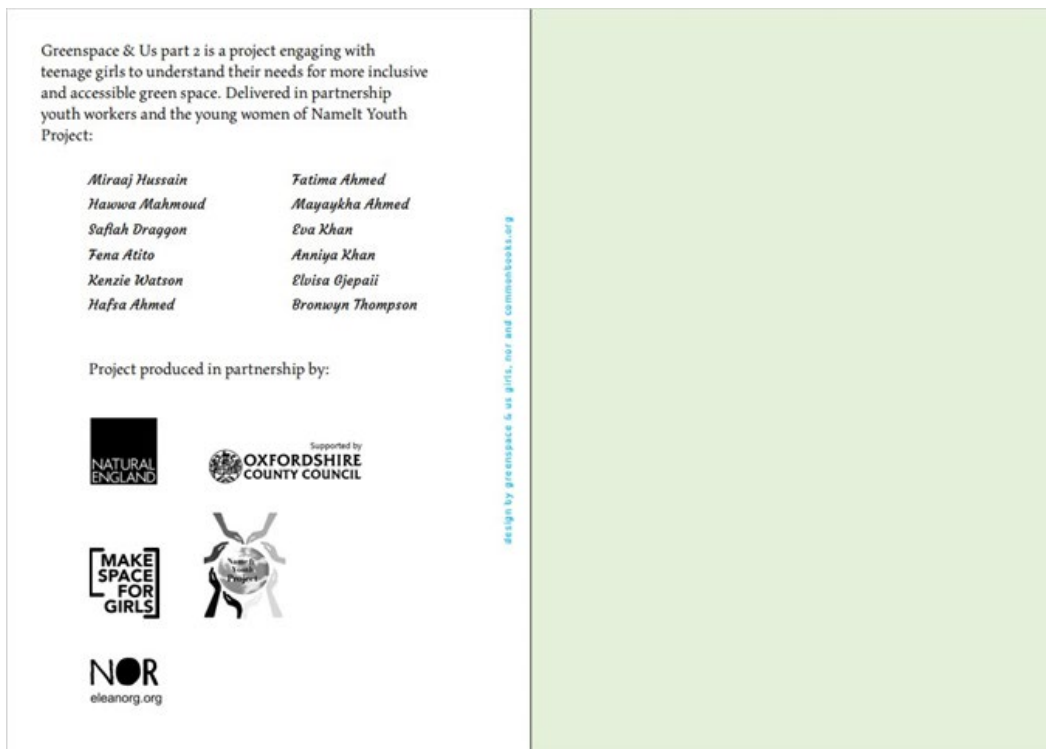 Greenspace & Us part 2 is a project engaging with
teenage girls to understand their needs for more inclusive
and accessible green space. Delivered in partnership
youth workers and the young women of NameIt Youth
Project:
Miraaj Hussain
Hawwa Mahmoud
Safiah Draggon
Fena Atito
Kenzie Watson
Hafsa Ahmed
Fatima Ahmed
Mayaykha Ahmed
Eva Khan
Anniya Khan
Elvisa Gjepaii
Bronwyn Thompson
Project produced in partnership by:
NATURAL
ENGLAND
Supported by
OXFORDSHIRE
COUNTY COUNCIL
MAKE
SPACE
FOR
GIRLS
NameIt
Youth
Project
NOR
eleanorg.org
design by greenspace & us girls, nor and commonbooks.org